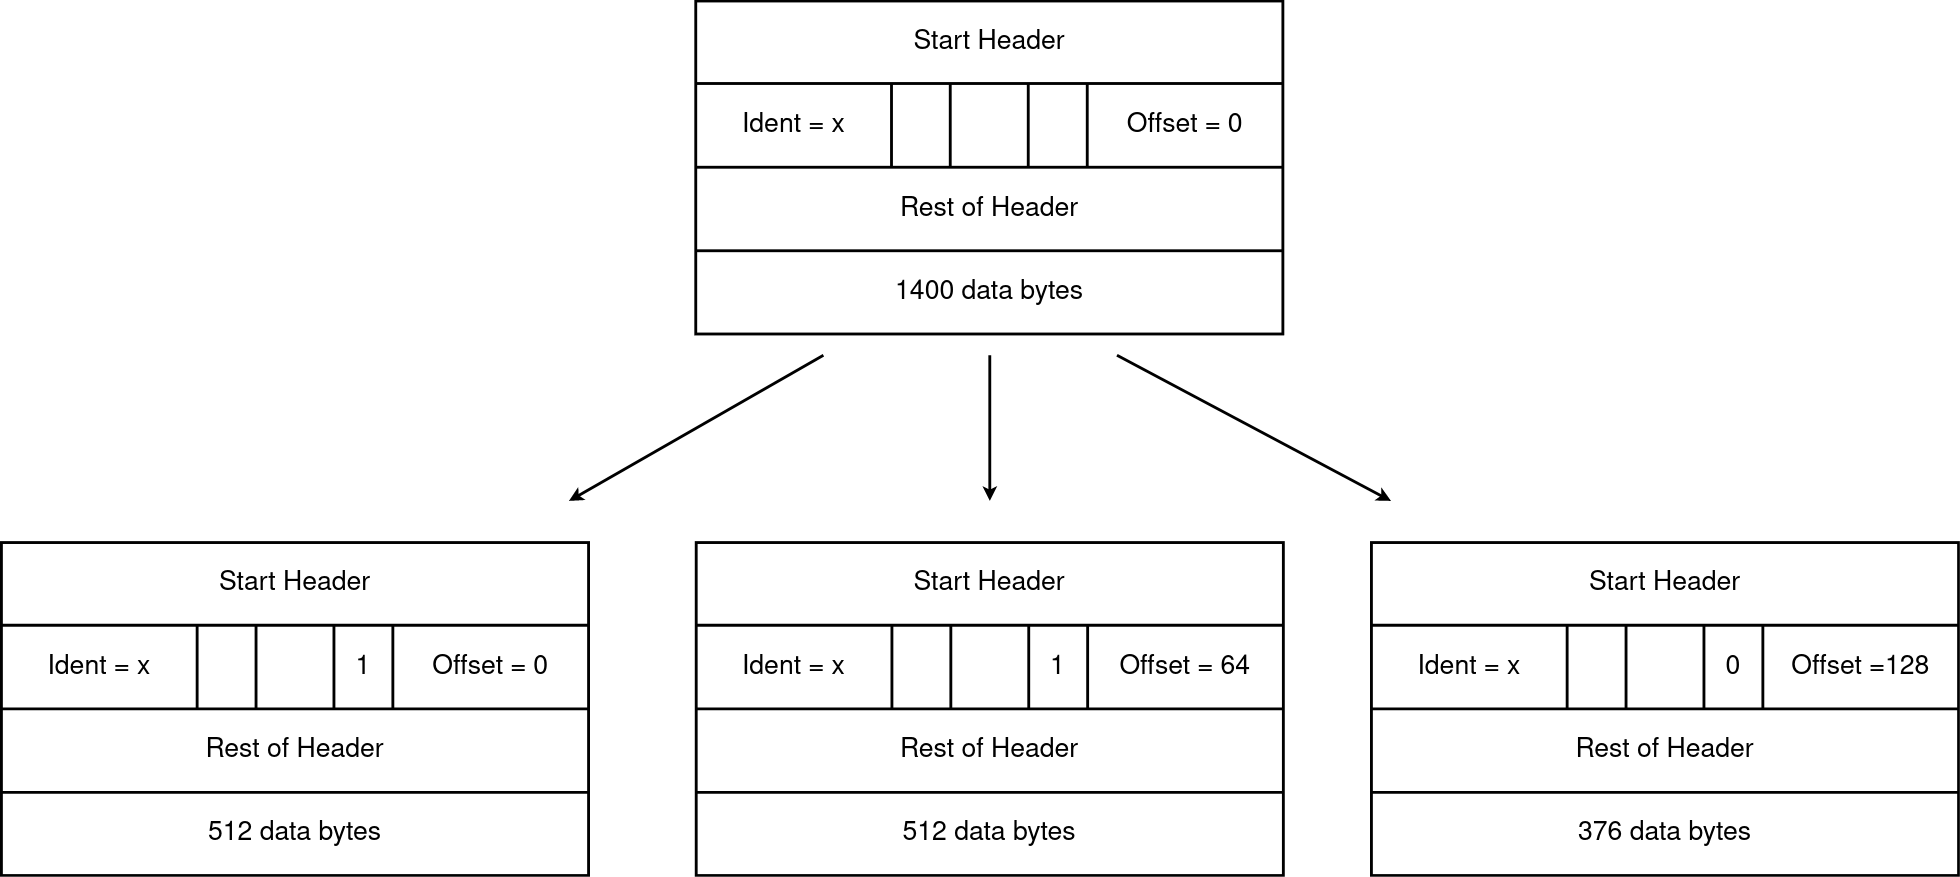 Start Header
Ident = x Offset = 0
Rest of Header
1400 data bytes
Start Header
Ident = x 1 Offset = 0
Rest of Header
512 data bytes
Start Header
Ident = x 1 Offset = 64
Rest of Header
512 data bytes
Start Header
Ident = x 0 Offset =128
Rest of Header
376 data bytes